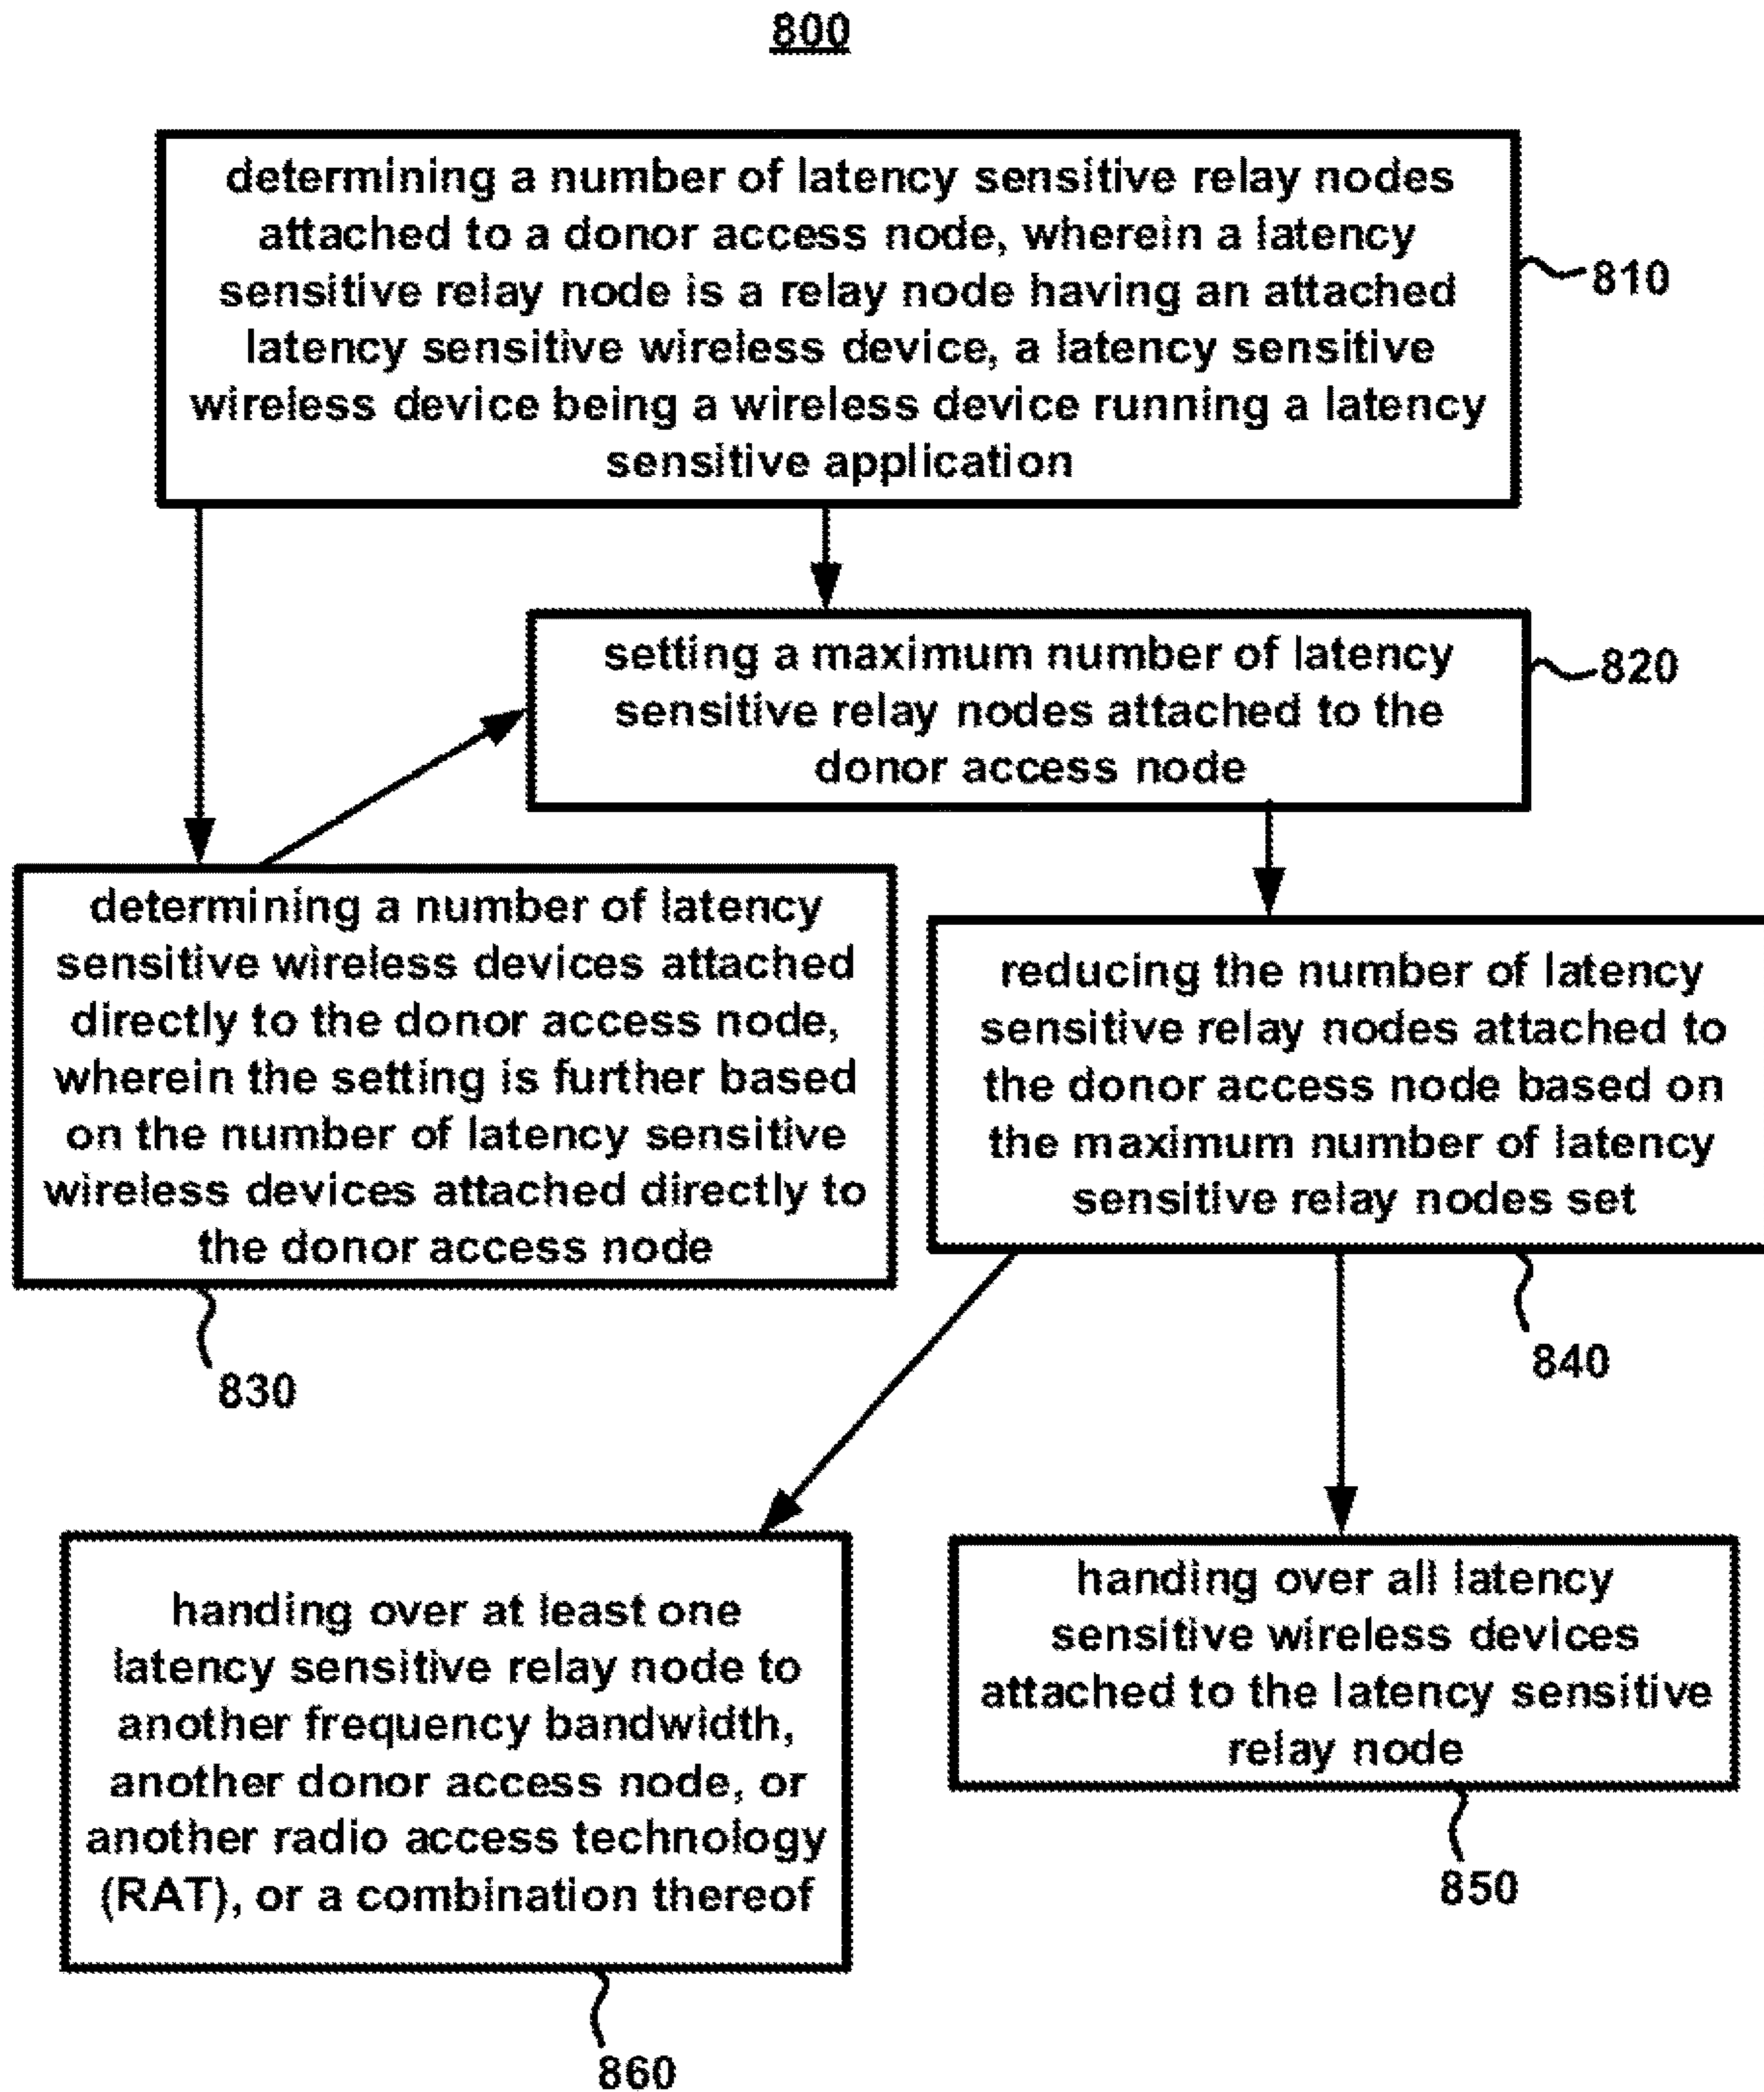 800
determining a number of latency sensitive relay nodes
attached to a donor access node, wherein a latency
sensitive relay node is a relay node having an attached
latency sensitive wireless device, a latency sensitive
wireless device being a wireless device running a latency
sensitive application
810
setting a maximum number of latency
sensitive relay nodes attached to the
donor access node
820
determining a number of latency
sensitive wireless devices attached
directly to the donor access node,
wherein the setting is further based
on the number of latency sensitive
wireless devices attached directly to
the donor access node
830
reducing the number of latency
sensitive relay nodes attached to
the donor access node based on
the maximum number of latency
sensitive relay nodes set
840
handing over at least one
latency sensitive relay node to
another frequency bandwidth,
another donor access node, or
another radio access technology
(RAT), or a combination thereof
860
handing over all latency
sensitive wireless devices
attached to the latency sensitive
relay node
850